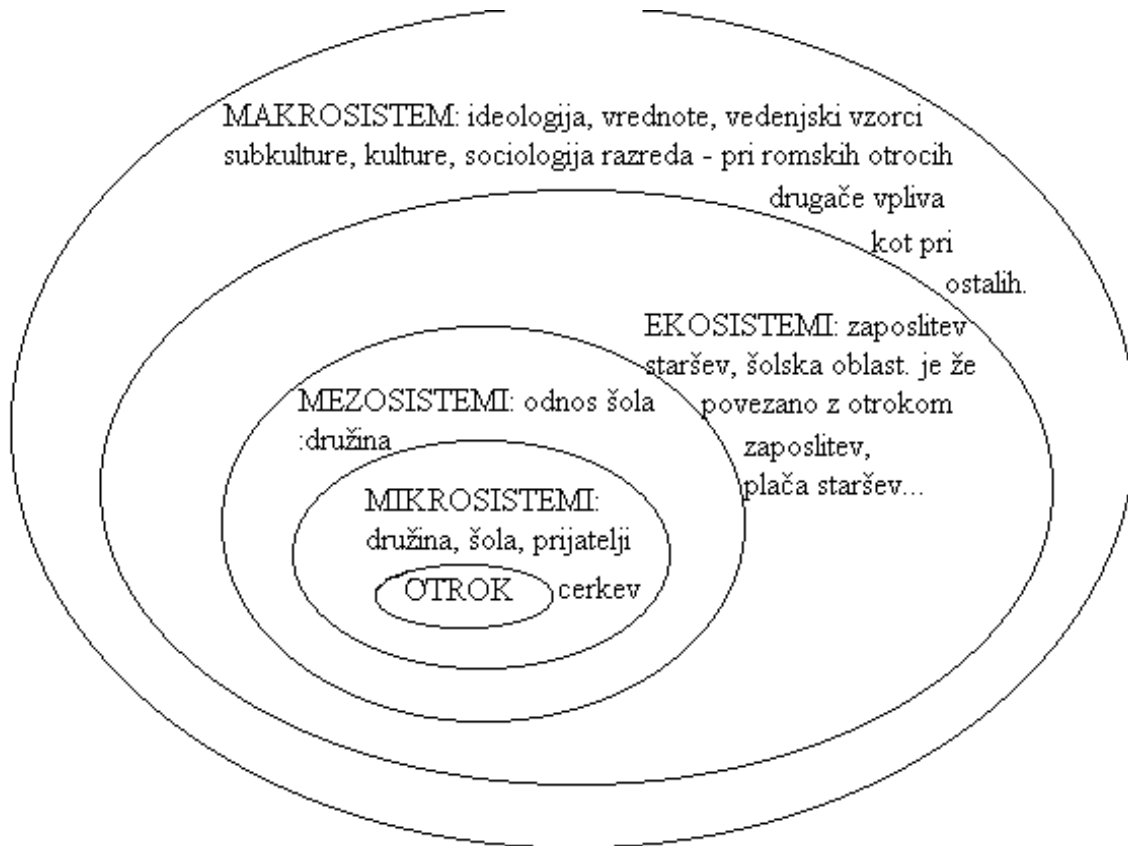 MAKROSISTEM: ideologija, vrednote, vedenjski vzorci
subkulture, kulture, sociologija razreda - pri romskih otrocih
drugače vpliva
kot pri
ostalih.
EKOSISTEMI: zaposlitev
staršev, šolska oblast. je že
povezano z otrokom
zaposlitev,
plača staršev...
MEZOSISTEMI: odnos šola
:družina
MIKROSISTEMI:
družina, šola, prijatelji
OTROK cerkev